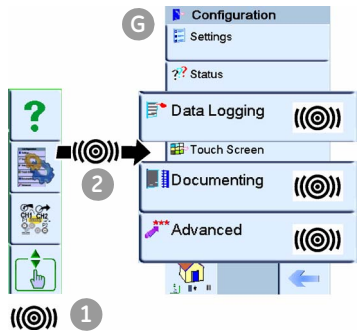 G
Configuration
Settings
?? Status
Data Logging
?
Touch Screen
2
Documenting
CH1 CH2
*** Advanced
1